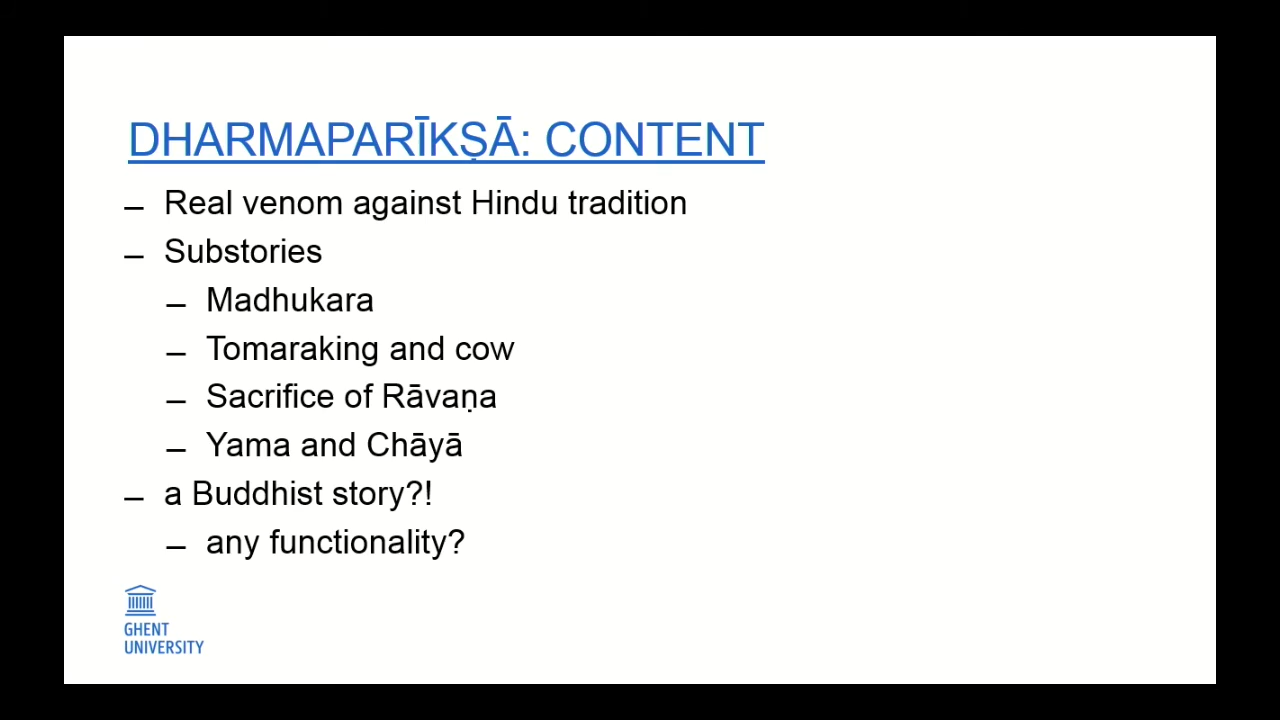 DHARMAPARĪKṢĀ: CONTENT
– Real venom against Hindu tradition
– Substories
– Madhukara
– Tomaraking and cow
– Sacrifice of Rāvaṇa
– Yama and Chāyā
– a Buddhist story?!
– any functionality?
GHENT
UNIVERSITY